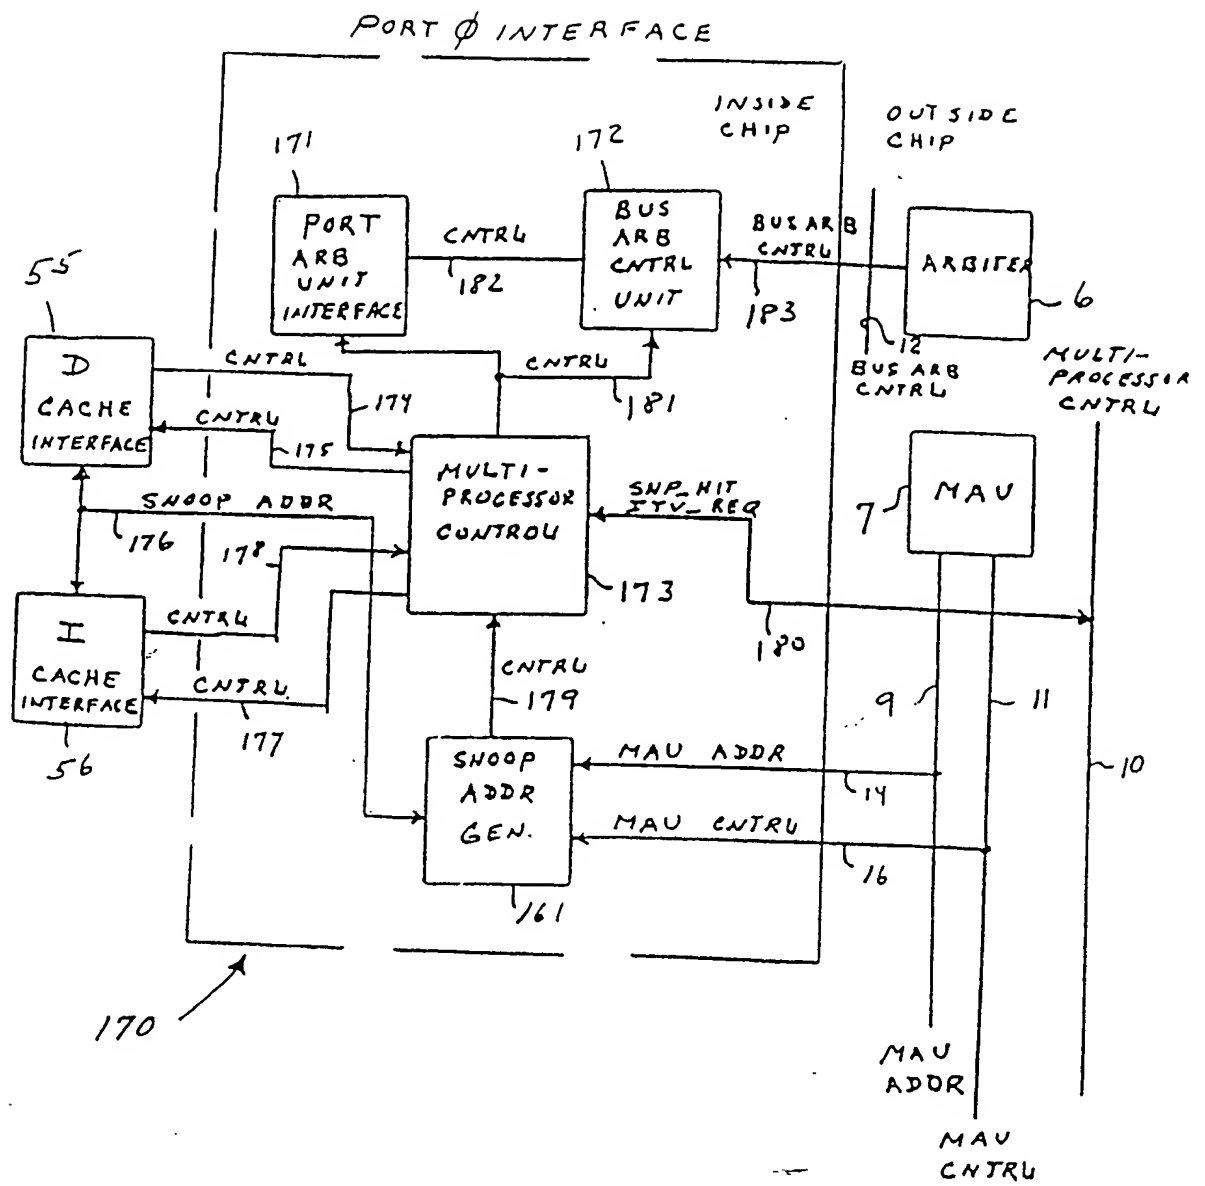 PORT Ø INTERFACE
INSIDE
CHIP
OUTSIDE
CHIP
171
172
PORT
ARB
UNIT
INTERFACE
CNTRL
182
BUS
ARB
CNTRL
UNIT
BUS ARB
CNTRL
183
ARBITER
6
12
BUS ARB
CNTRL
MULTI-
PROCESSOR
CNTRL
55
D
CACHE
INTERFACE
CNTRL
174
CNTRL
175
CNTRL
181
MULTI-
PROCESSOR
CONTROL
173
SNP_HIT
ITV_REQ
180
MAU
7
SNOOP ADDR
176
178
I
CACHE
INTERFACE
56
CNTRL
CNTRL
177
CNTRL
179
9
11
10
SNOOP
ADDR
GEN.
161
MAU ADDR
14
MAU CNTRL
16
170
MAU
ADDR
MAU
CNTRL